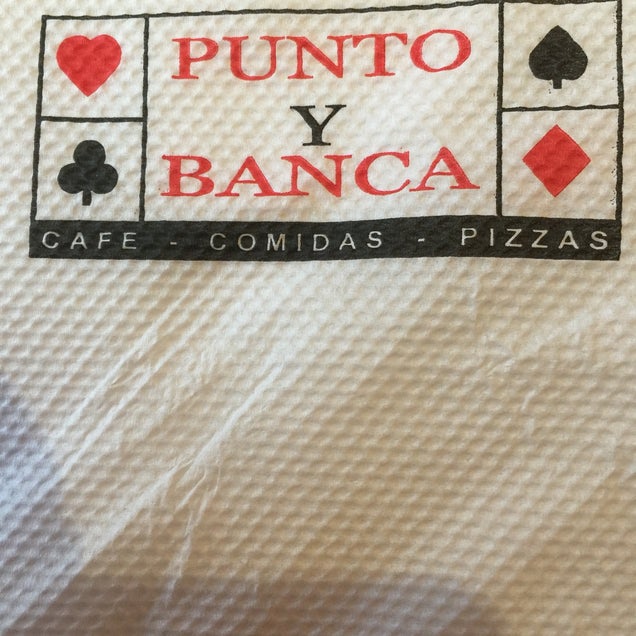 PUNTO
Y
BANCA
CAFE - COMIDAS - PIZZAS